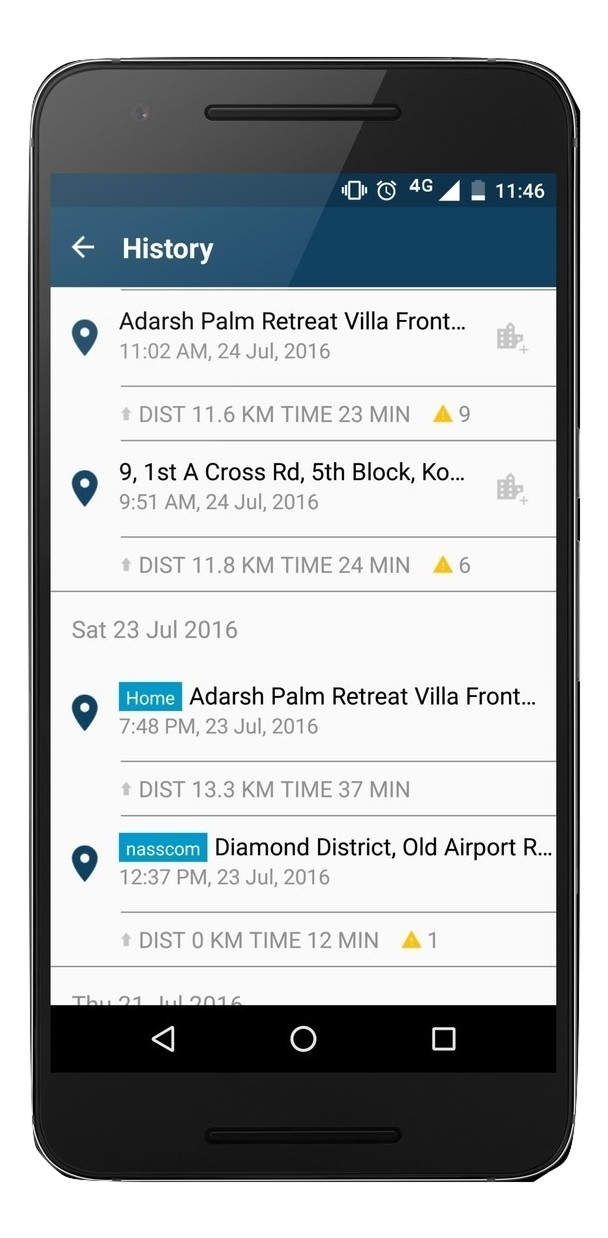 4G 11:46
History
Adarsh Palm Retreat Villa Front...
11:02 AM, 24 Jul, 2016
DIST 11.6 KM TIME 23 MIN 9
9, 1st A Cross Rd, 5th Block, Ko...
9:51 AM, 24 Jul, 2016
DIST 11.8 KM TIME 24 MIN 6
Sat 23 Jul 2016
Home Adarsh Palm Retreat Villa Front...
7:48 PM, 23 Jul, 2016
DIST 13.3 KM TIME 37 MIN
nasscom Diamond District, Old Airport R...
12:37 PM, 23 Jul, 2016
DIST 0 KM TIME 12 MIN 1
Thu 21 Jul 2016